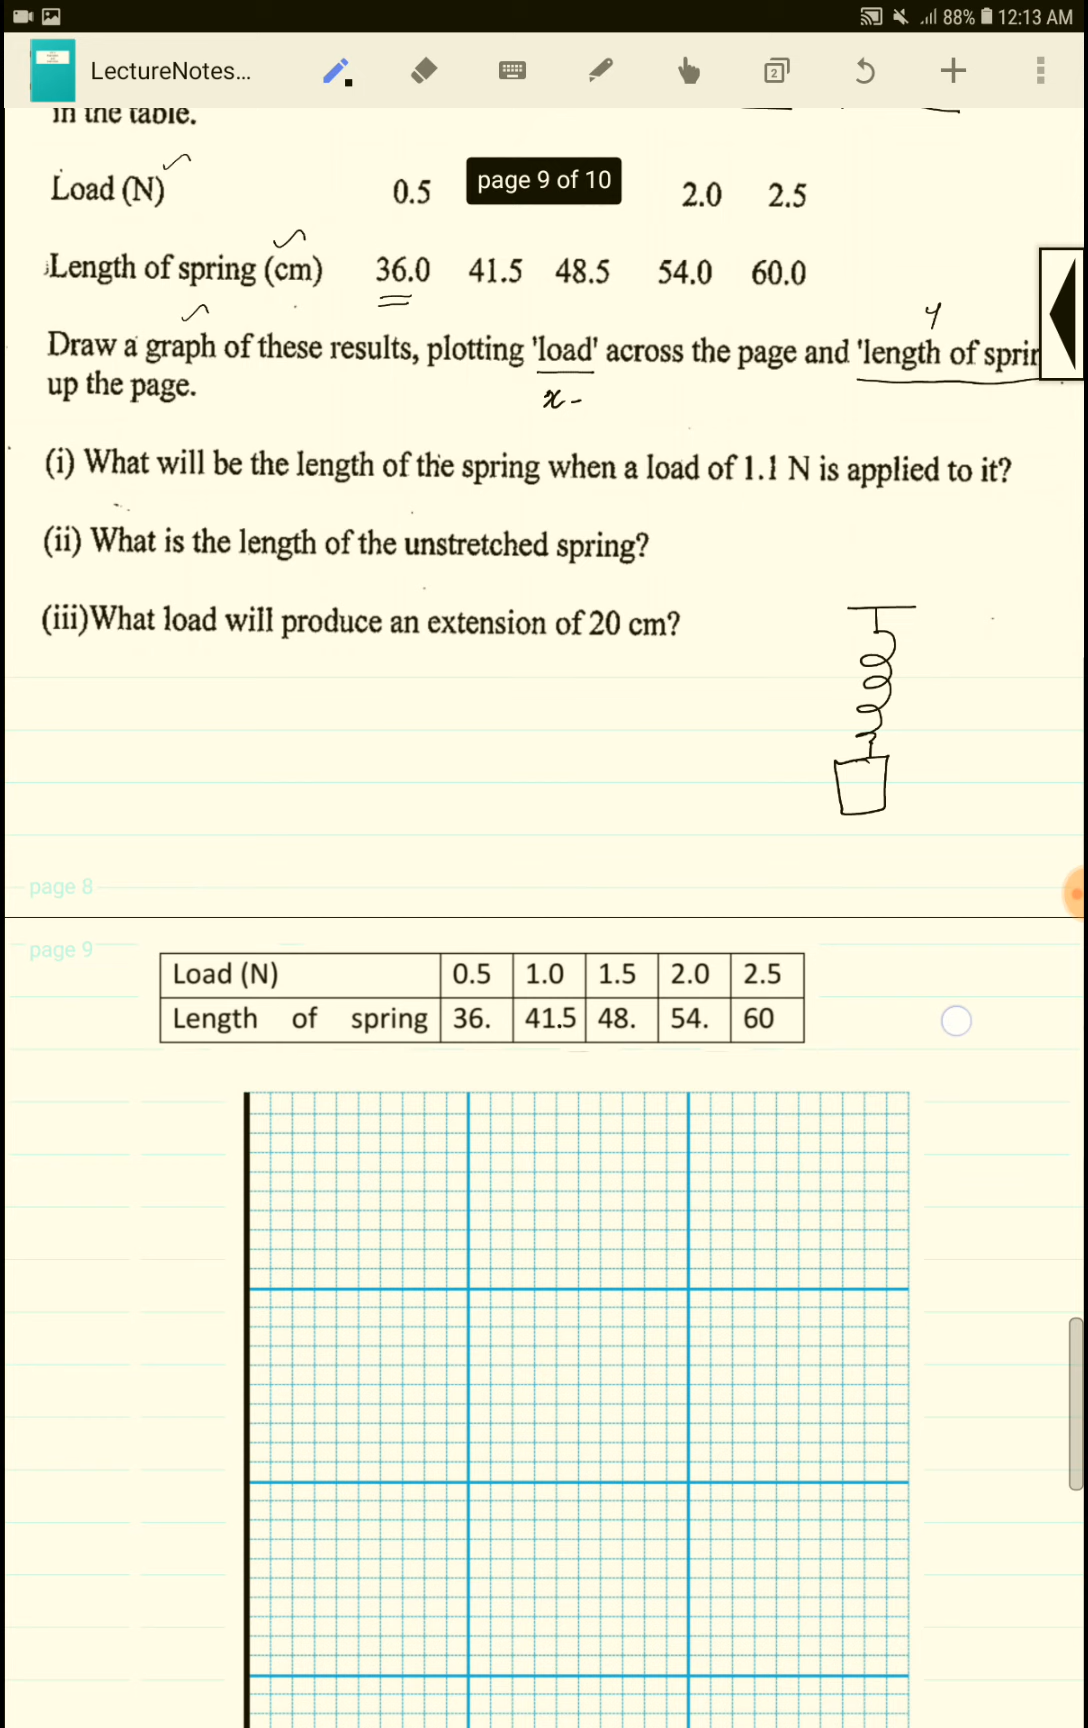 88% 12:13 AM
LectureNotes...
2
in the table.
Load (N) 0.5 page 9 of 10 2.0 2.5
Length of spring (cm) 36.0 41.5 48.5 54.0 60.0
y
Draw a graph of these results, plotting 'load' across the page and 'length of sprin
up the page.
x -
(i) What will be the length of the spring when a load of 1.1 N is applied to it?
(ii) What is the length of the unstretched spring?
(iii)What load will produce an extension of 20 cm?
page 8
page 9
Load (N) 0.5 1.0 1.5 2.0 2.5
Length of spring 36. 41.5 48. 54. 60